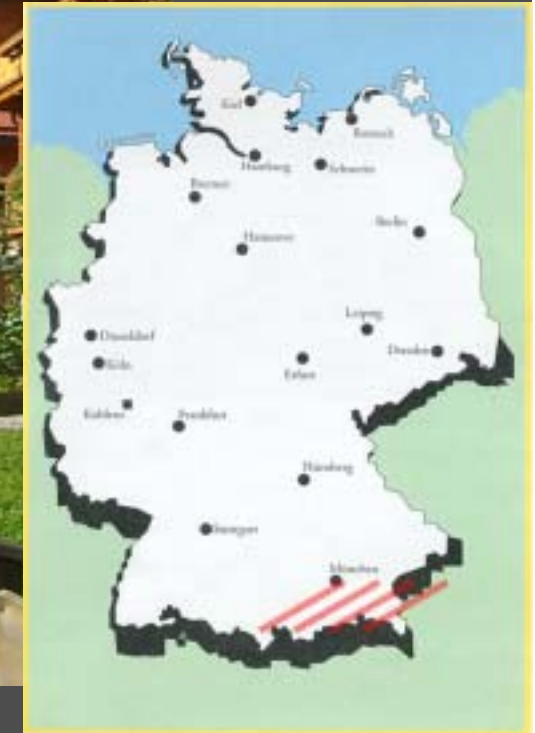 Kiel
Rostock
Hamburg
Schwerin
Bremen
Berlin
Hannover
Leipzig
Düsseldorf
Dresden
Köln
Erfurt
Koblenz
Frankfurt
Nürnberg
Stuttgart
München